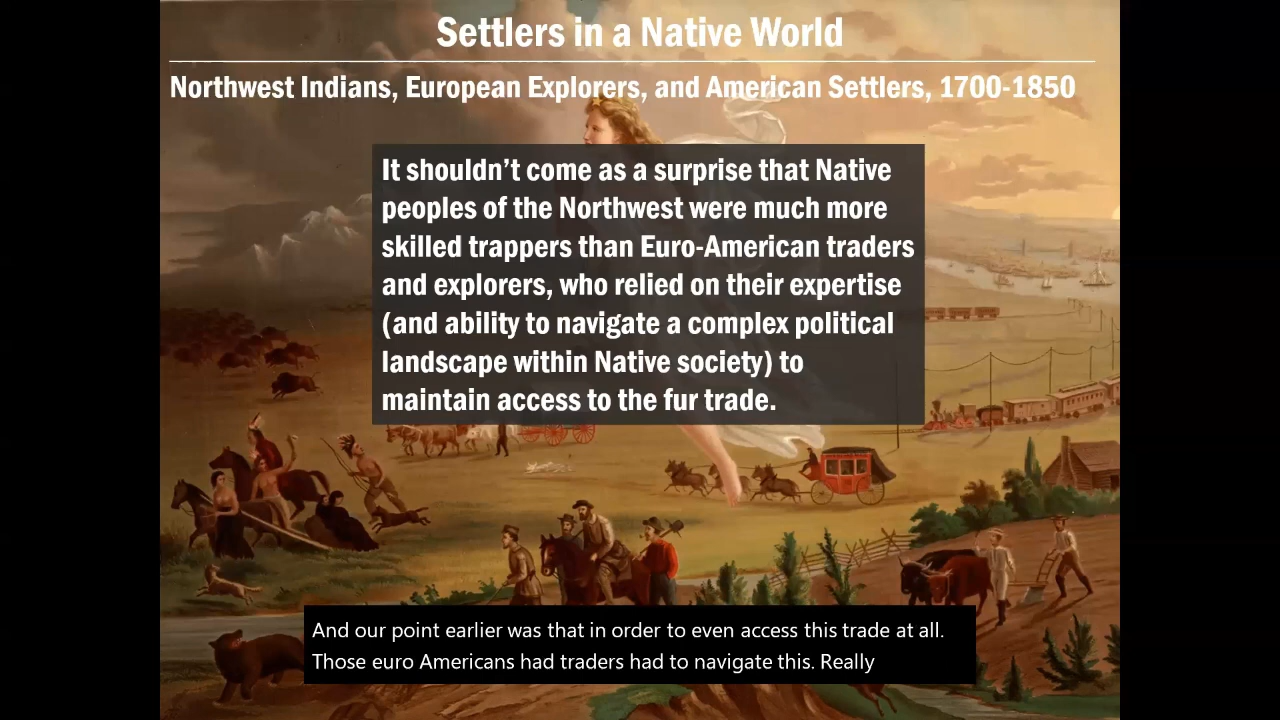 Settlers in a Native World
Northwest Indians, European Explorers, and American Settlers, 1700-1850
It shouldn’t come as a surprise that Native
peoples of the Northwest were much more
skilled trappers than Euro-American traders
and explorers, who relied on their expertise
(and ability to navigate a complex political
landscape within Native society) to
maintain access to the fur trade.
And our point earlier was that in order to even access this trade at all.
Those euro Americans had traders had to navigate this. Really